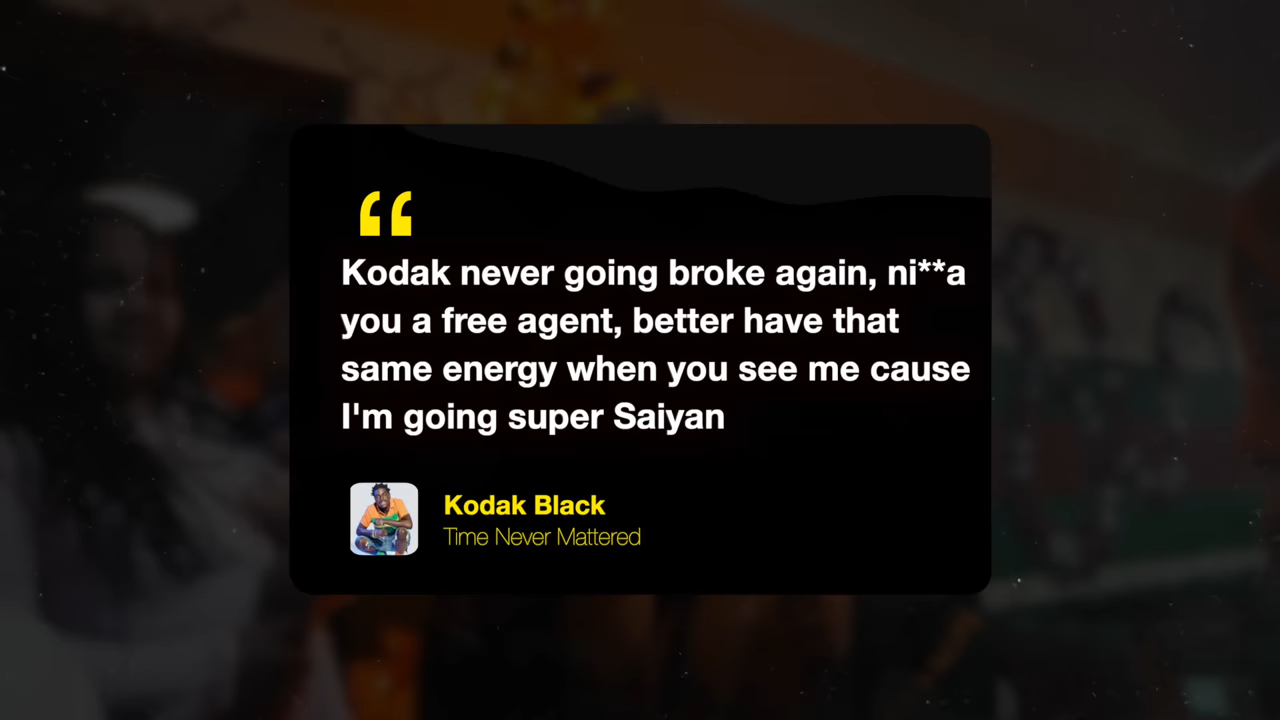 “
Kodak never going broke again, ni**a
you a free agent, better have that
same energy when you see me cause
I'm going super Saiyan
Kodak Black
Time Never Mattered